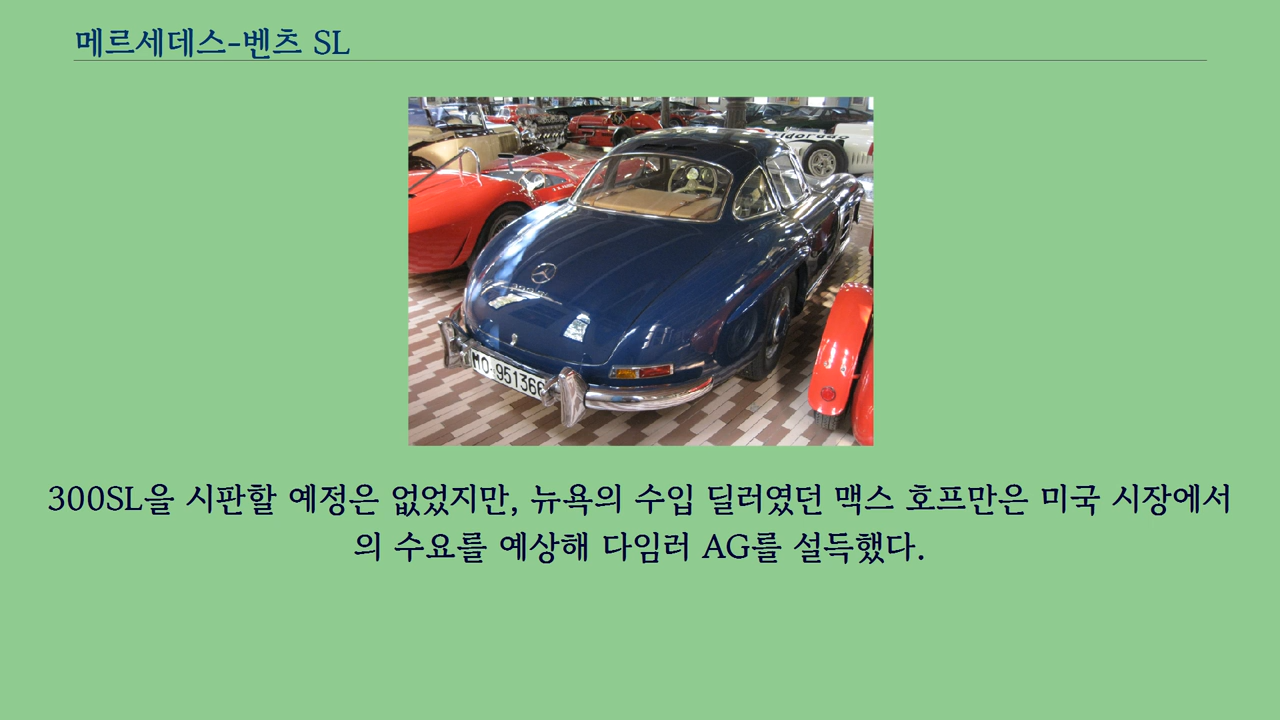 메르세데스-벤츠 SL
eldorado
MO·951366
300SL을 시판할 예정은 없었지만, 뉴욕의 수입 딜러였던 맥스 호프만은 미국 시장에서
의 수요를 예상해 다임러 AG를 설득했다.